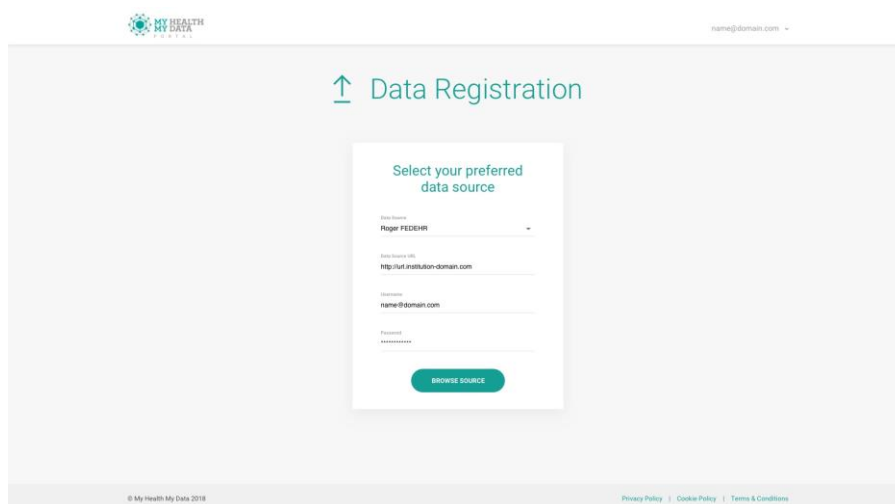 MY HEALTH
MY DATA
PORTAL
name@domain.com
Data Registration
Select your preferred
data source
Data Source
Roger FEDEHR
Data Source URL
http://url.institution-domain.com
Username
name@domain.com
Password
************
BROWSE SOURCE
© My Health My Data 2018
Privacy Policy | Cookie Policy | Terms & Conditions